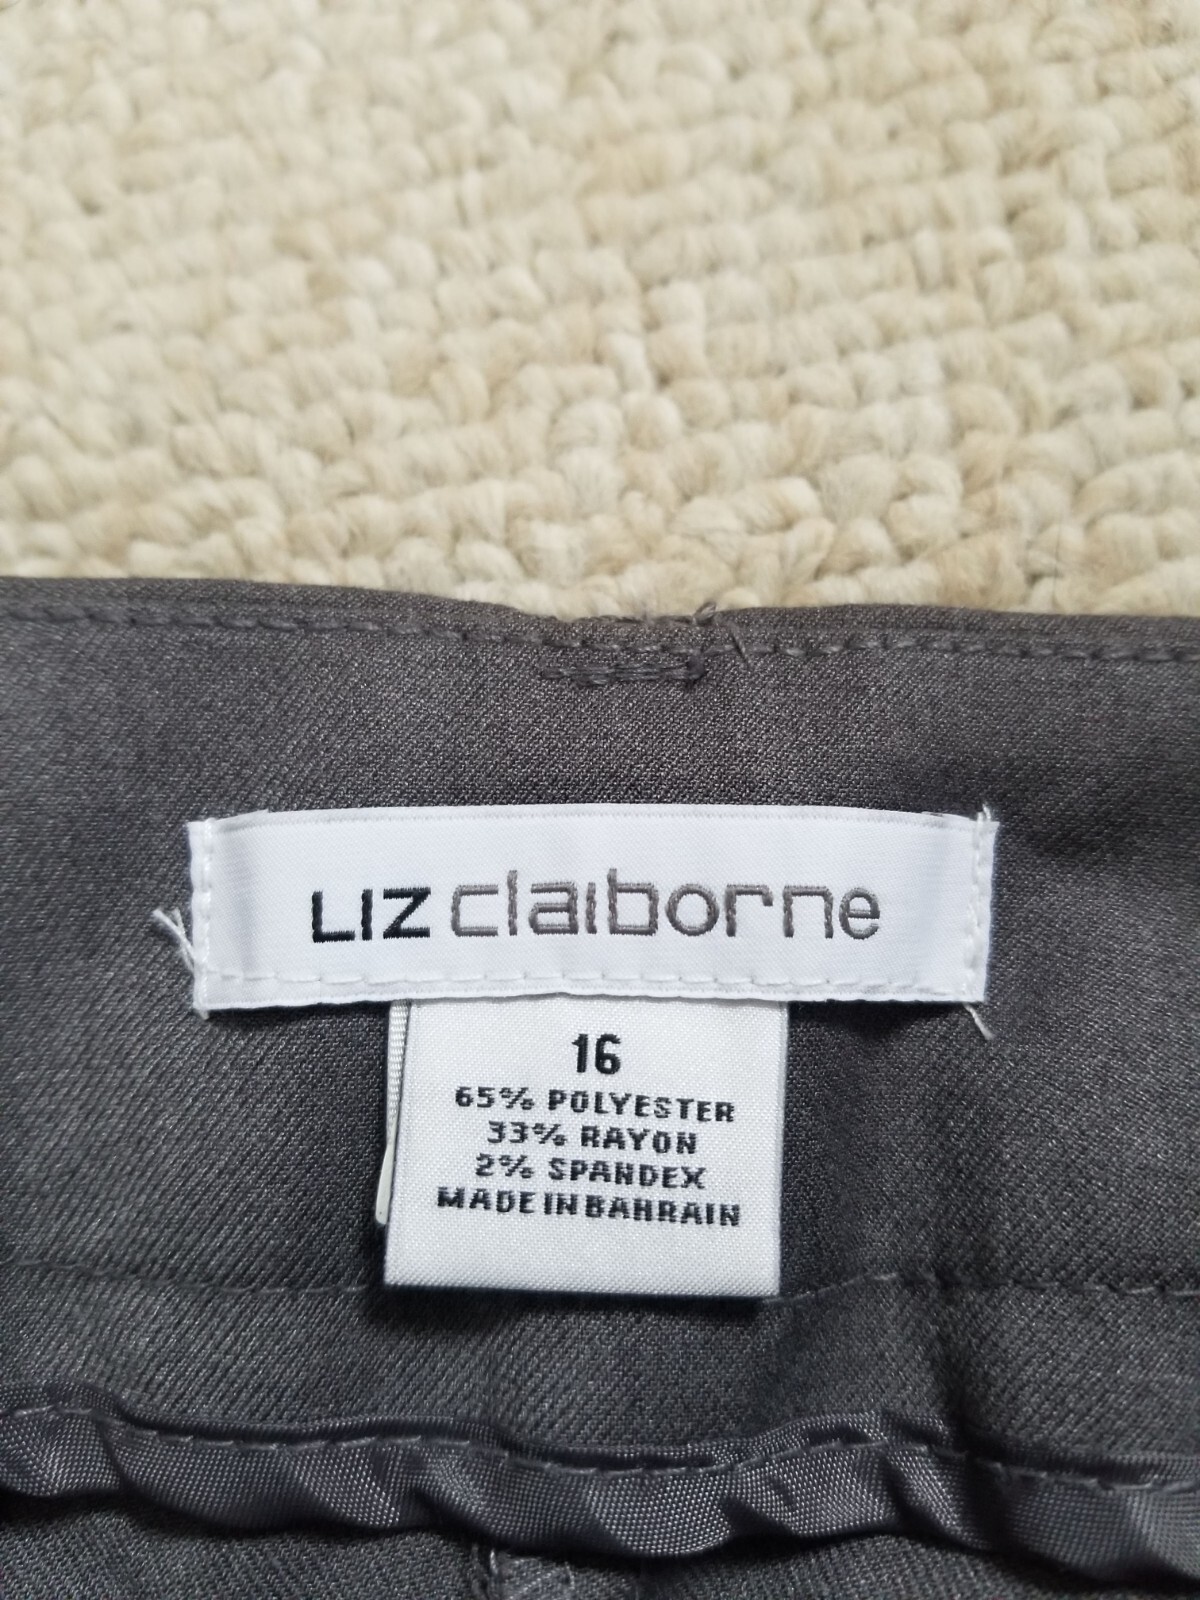 LIZ claiborne
16
65% POLYESTER
33% RAYON
2% SPANDEX
MADE IN BAHRAIN